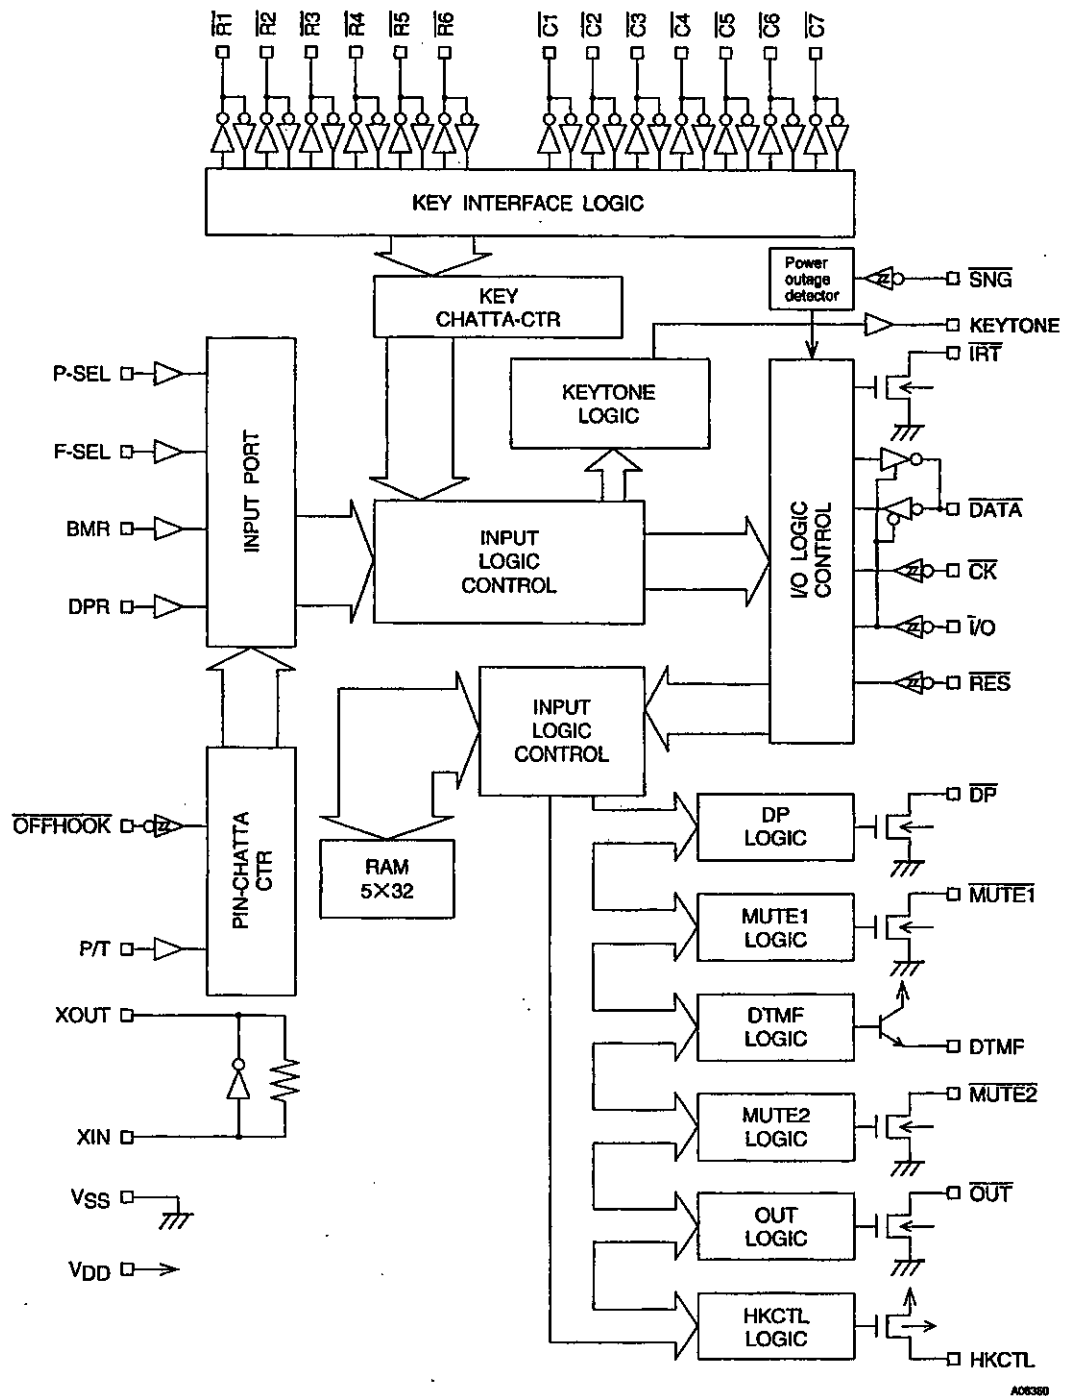 R1 R2 R3 R4 R5 R6 C1 C2 C3 C4 C5 C6 C7
KEY INTERFACE LOGIC
KEY
CHATTA-CTR
Power
outage
detector
SNG
KEYTONE
IRT
KEYTONE
LOGIC
P-SEL
F-SEL
BMR
DPR
INPUT PORT
INPUT
LOGIC
CONTROL
I/O LOGIC
CONTROL
DATA
CK
I/O
RES
INPUT
LOGIC
CONTROL
OFFHOOK
P/T
PIN-CHATTA
CTR
RAM
5×32
DP
LOGIC
DP
MUTE1
LOGIC
MUTE1
DTMF
LOGIC
DTMF
MUTE2
LOGIC
MUTE2
OUT
LOGIC
OUT
HKCTL
LOGIC
HKCTL
XOUT
XIN
VSS
VDD
A08360